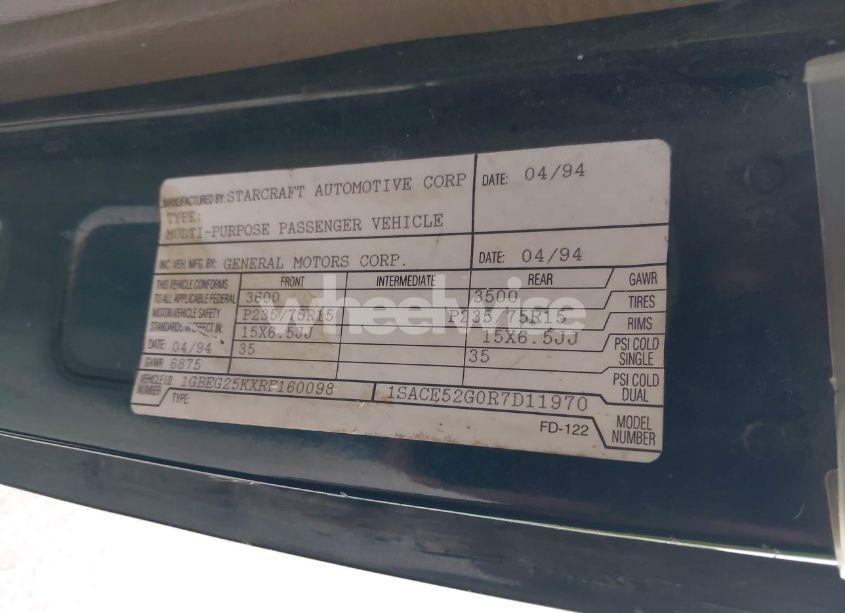 MANUFACTURED BY: STARCRAFT AUTOMOTIVE CORP DATE: 04/94
TYPE:
MULTI-PURPOSE PASSENGER VEHICLE
INC. VEH. MFG. BY: GENERAL MOTORS CORP. DATE: 04/94
THIS VEHICLE CONFORMS FRONT INTERMEDIATE REAR GAWR
TO ALL APPLICABLE FEDERAL 3600 3500 TIRES
MOTOR VEHICLE SAFETY P235/75R15 P235/75R15 RIMS
STANDARDS IN EFFECT IN: 15X6.5JJ 15X6.5JJ PSI COLD SINGLE
04/94 35 35
GVWR 6875 PSI COLD DUAL
VEHICLE I.D. NUMBER 1GBEG25KXRF160098 1SACE52G0R7D11970
TYPE: FD-122 MODEL NUMBER
wheelwise